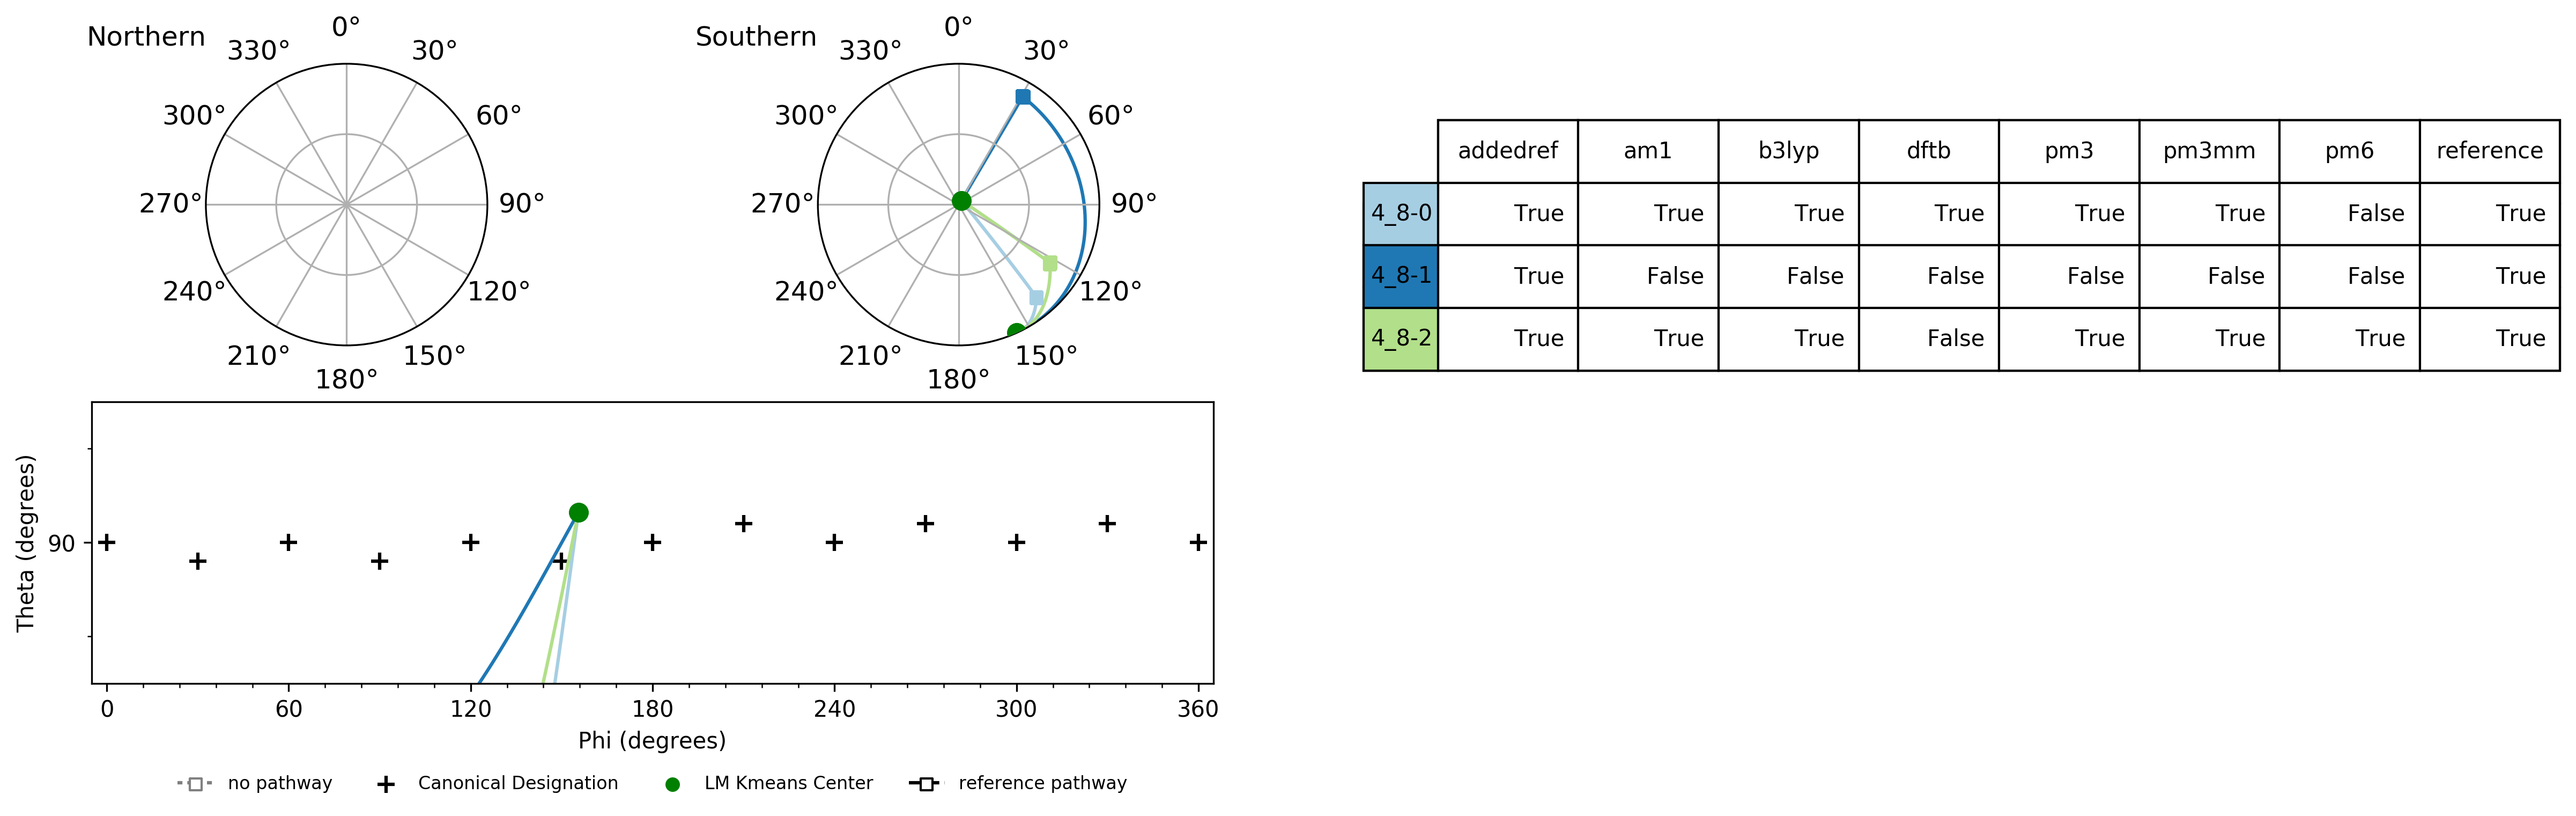 Northern
0°
30°
60°
90°
120°
150°
180°
210°
240°
270°
300°
330°
Southern
0°
30°
60°
90°
120°
150°
180°
210°
240°
270°
300°
330°
addedref am1 b3lyp dftb pm3 pm3mm pm6 reference
4_8-0 True True True True True True False True
4_8-1 True False False False False False False True
4_8-2 True True True False True True True True
Theta (degrees)
90
0 60 120 180 240 300 360
Phi (degrees)
no pathway Canonical Designation LM Kmeans Center reference pathway